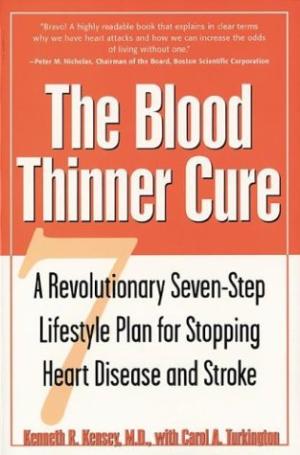 "Bravo! A highly readable book that explains in clear terms
why we have heart attacks and how we can increase the odds
of living without one."
—Peter M. Nicholas, Chairman of the Board, Boston Scientific Corporation
The Blood
Thinner Cure
7
A Revolutionary Seven-Step
Lifestyle Plan for Stopping
Heart Disease and Stroke
Kenneth R. Kensey, M.D., with Carol A. Turkington